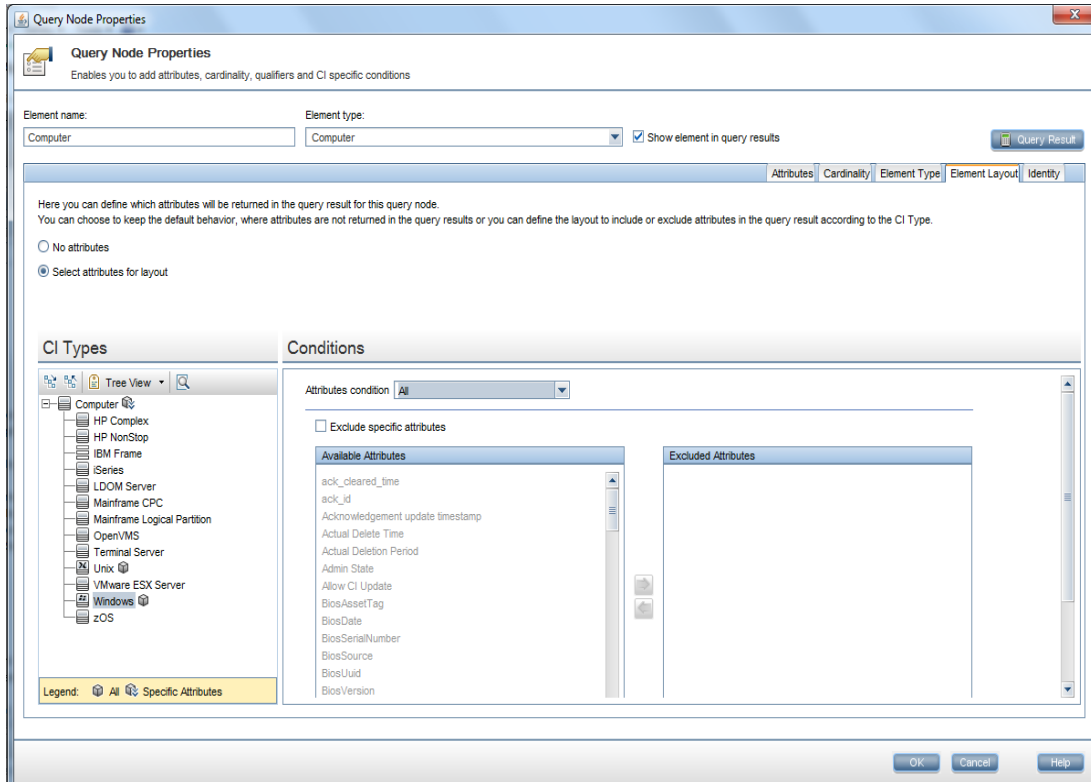 Query Node Properties
X
Query Node Properties
Enables you to add attributes, cardinality, qualifiers and CI specific conditions
Element name:
Element type:
Computer
Computer
Show element in query results
Query Result
Attributes
Cardinality
Element Type
Element Layout
Identity
Here you can define which attributes will be returned in the query result for this query node.
You can choose to keep the default behavior, where attributes are not returned in the query results or you can define the layout to include or exclude attributes in the query result according to the CI Type.
No attributes
Select attributes for layout
CI Types
Tree View
Computer
HP Complex
HP NonStop
IBM Frame
iSeries
LDOM Server
Mainframe CPC
Mainframe Logical Partition
OpenVMS
Terminal Server
Unix
VMware ESX Server
Windows
zOS
Legend: All Specific Attributes
Conditions
Attributes condition All
Exclude specific attributes
Available Attributes
ack_cleared_time
ack_id
Acknowledgement update timestamp
Actual Delete Time
Actual Deletion Period
Admin State
Allow CI Update
BiosAssetTag
BiosDate
BiosSerialNumber
BiosSource
BiosUuid
BiosVersion
Excluded Attributes
OK
Cancel
Help